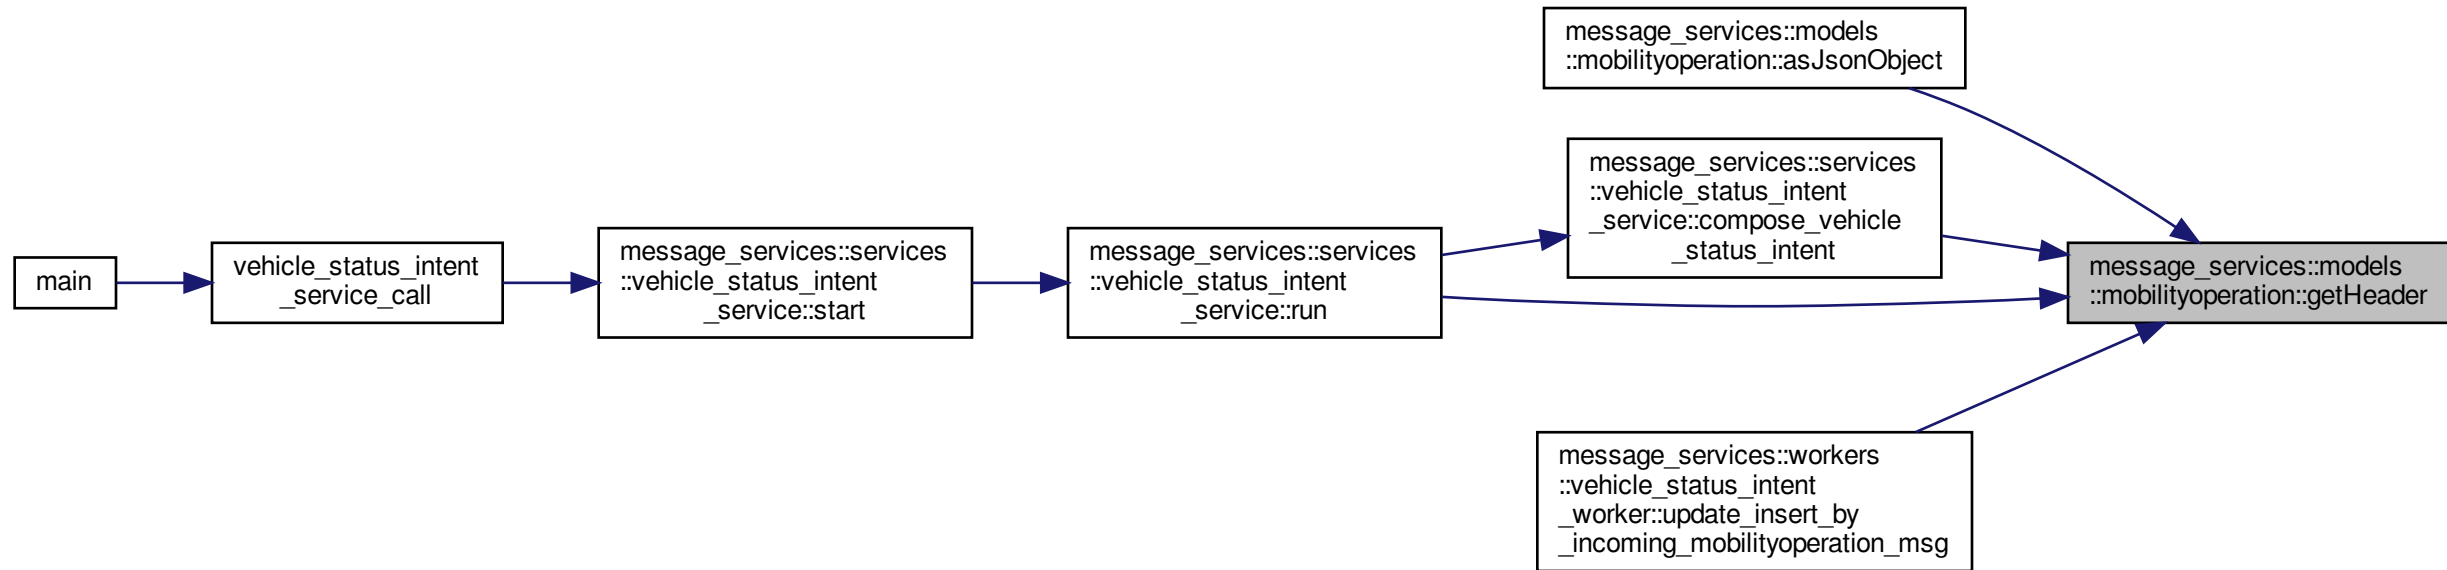 message_services::models
::mobilityoperation::asJsonObject
message_services::services
::vehicle_status_intent
_service::compose_vehicle
_status_intent
main
vehicle_status_intent
_service_call
message_services::services
::vehicle_status_intent
_service::start
message_services::services
::vehicle_status_intent
_service::run
message_services::models
::mobilityoperation::getHeader
message_services::workers
::vehicle_status_intent
_worker::update_insert_by
_incoming_mobilityoperation_msg